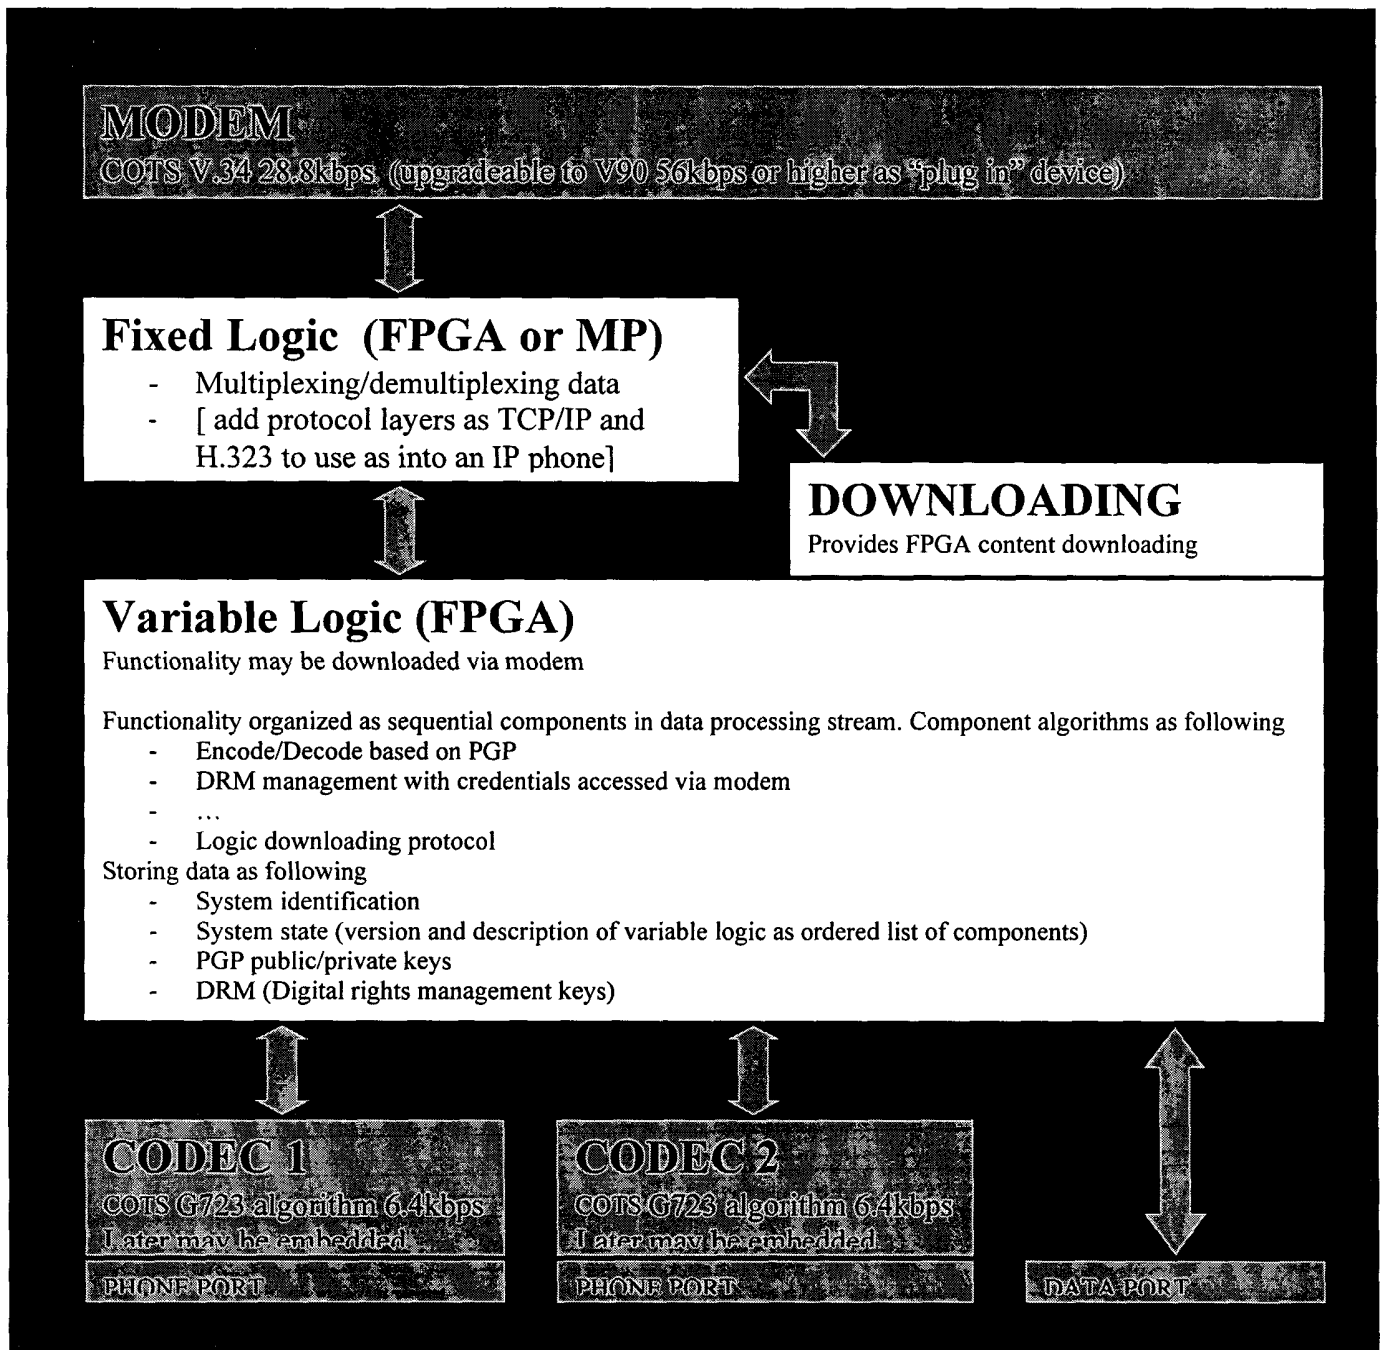 MODEM
COTS V.34 28.8kbps. (upgradeable to V90 56kbps or higher as "plug in" device)
Fixed Logic (FPGA or MP)
- Multiplexing/demultiplexing data
- [ add protocol layers as TCP/IP and
H.323 to use as into an IP phone]
DOWNLOADING
Provides FPGA content downloading
Variable Logic (FPGA)
Functionality may be downloaded via modem
Functionality organized as sequential components in data processing stream. Component algorithms as following
- Encode/Decode based on PGP
- DRM management with credentials accessed via modem
- ...
- Logic downloading protocol
Storing data as following
- System identification
- System state (version and description of variable logic as ordered list of components)
- PGP public/private keys
- DRM (Digital rights management keys)
CODEC 1
COTS G723 algorithm 6.4kbps
Later may be embedded
PHONE PORT
CODEC 2
COTS G723 algorithm 6.4kbps
Later may be embedded
PHONE PORT
DATA PORT